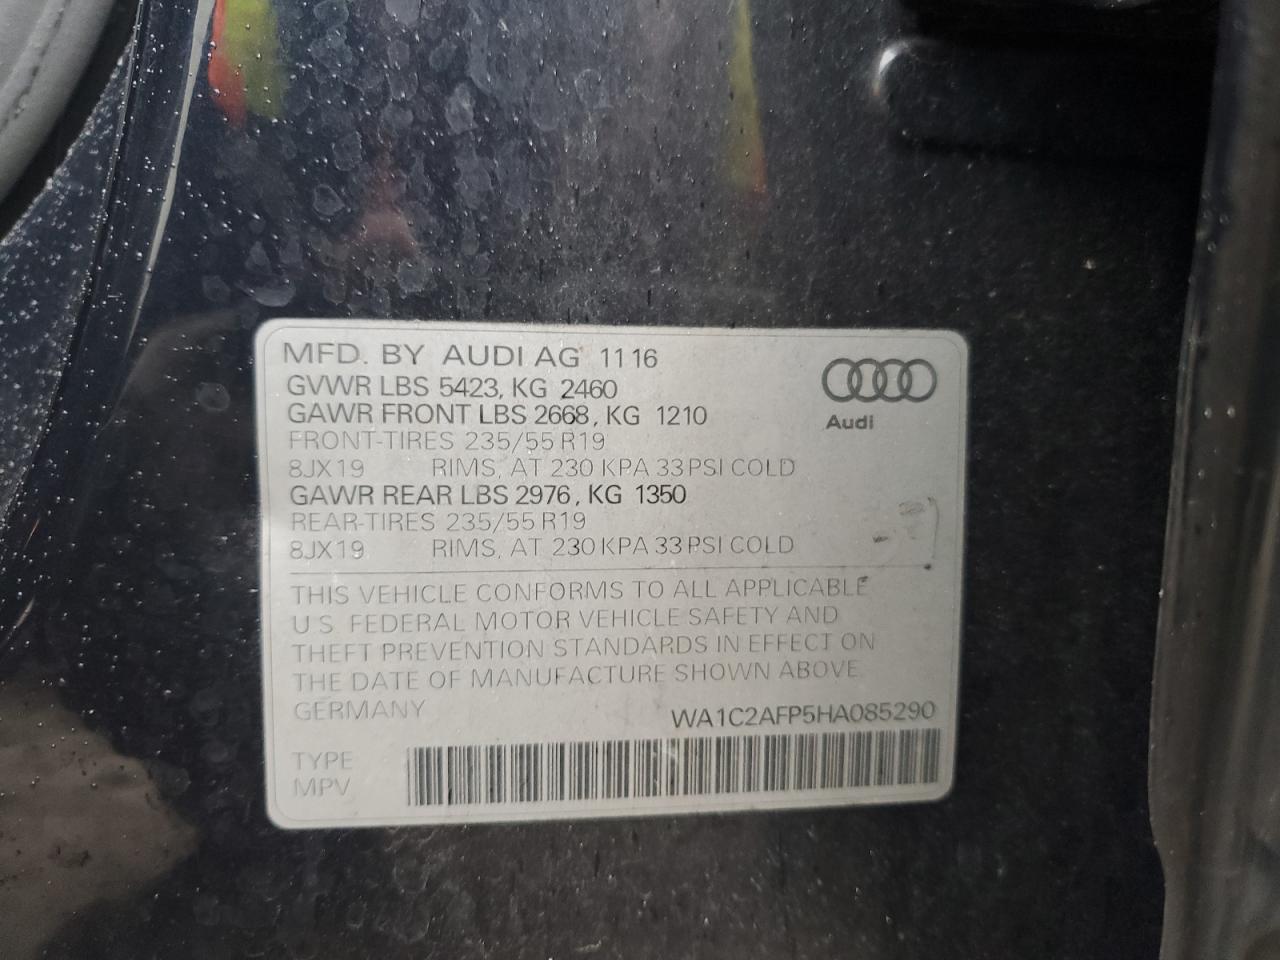 MFD. BY AUDI AG 11 16
GVWR LBS 5423, KG 2460
GAWR FRONT LBS 2668, KG 1210
FRONT-TIRES 235/55 R19
8JX19 RIMS, AT 230 KPA 33 PSI COLD
GAWR REAR LBS 2976, KG 1350
REAR-TIRES 235/55 R19
8JX19 RIMS, AT 230 KPA 33 PSI COLD
Audi
THIS VEHICLE CONFORMS TO ALL APPLICABLE
U S FEDERAL MOTOR VEHICLE SAFETY AND
THEFT PREVENTION STANDARDS IN EFFECT ON
THE DATE OF MANUFACTURE SHOWN ABOVE
GERMANY WA1C2AFP5HA085290
TYPE
MPV